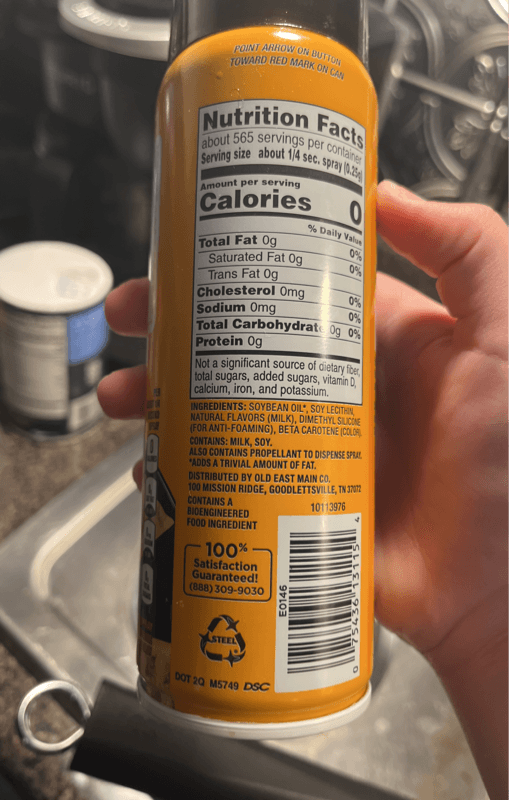 POINT ARROW ON BUTTON
TOWARD RED MARK ON CAN
Nutrition Facts
about 565 servings per container
Serving size about 1/4 sec. spray (0.25g)
Amount per serving
Calories 0
% Daily Value
Total Fat 0g 0%
Saturated Fat 0g 0%
Trans Fat 0g
Cholesterol 0mg 0%
Sodium 0mg 0%
Total Carbohydrate 0g 0%
Protein 0g
Not a significant source of dietary fiber,
total sugars, added sugars, vitamin D,
calcium, iron, and potassium.
INGREDIENTS: SOYBEAN OIL*, SOY LECITHIN,
NATURAL FLAVORS (MILK), DIMETHYL SILICONE
(FOR ANTI-FOAMING), BETA CAROTENE (COLOR).
CONTAINS: MILK, SOY.
ALSO CONTAINS PROPELLANT TO DISPENSE SPRAY.
*ADDS A TRIVIAL AMOUNT OF FAT.
DISTRIBUTED BY OLD EAST MAIN CO.
100 MISSION RIDGE, GOODLETTSVILLE, TN 37072
CONTAINS A
BIOENGINEERED
FOOD INGREDIENT
10113976
100%
Satisfaction
Guaranteed!
(888) 309-9030
E0146
0 75436 13115 4
STEEL
DOT 2Q M5749 DSC